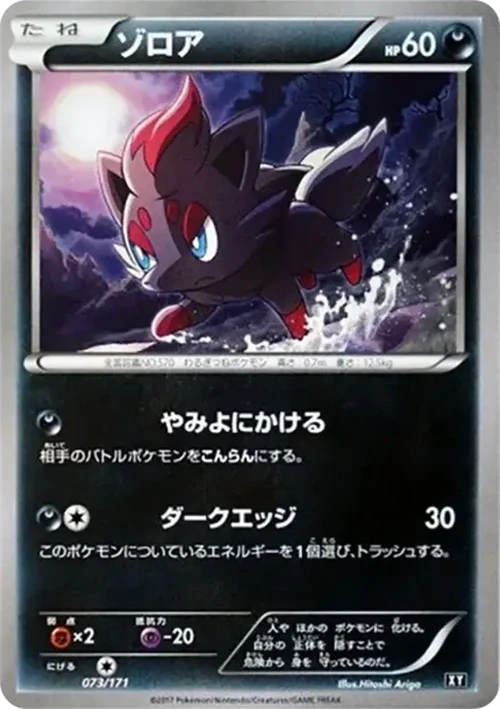 たね ゾロア HP60
全国図鑑NO.570 わるぎつねポケモン 高さ:0.7m 重さ:12.5kg
やみよにかける
相手のバトルポケモンをこんらんにする。
ダークエッジ 30
このポケモンについているエネルギーを1個選び、トラッシュする。
弱点 ×2 抵抗力 -20
にげる
人や ほかの ポケモンに 化ける。
自分の 正体を 隠すことで
危険から 身を 守っているのだ。
073/171
Illus.Hitoshi Ariga
XY
©2017 Pokémon/Nintendo/Creatures/GAME FREAK